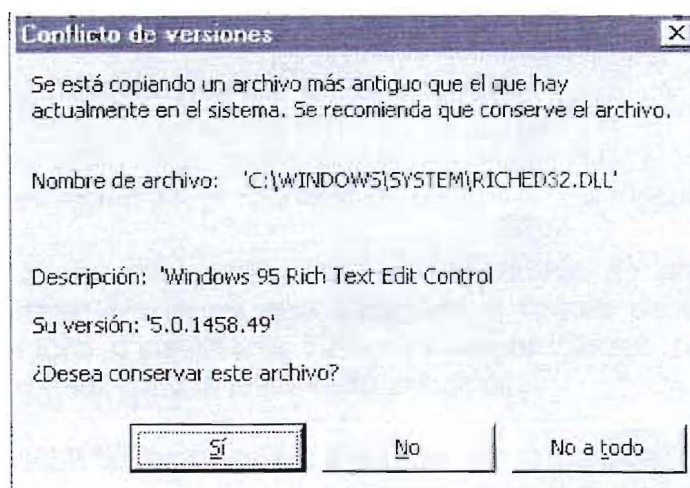 Conflicto de versiones
Se está copiando un archivo más antiguo que el que hay
actualmente en el sistema. Se recomienda que conserve el archivo.
Nombre de archivo: 'C:\WINDOWS\SYSTEM\RICHED32.DLL'
Descripción: 'Windows 95 Rich Text Edit Control
Su versión: '5.0.1458.49'
¿Desea conservar este archivo?
Sí No No a todo